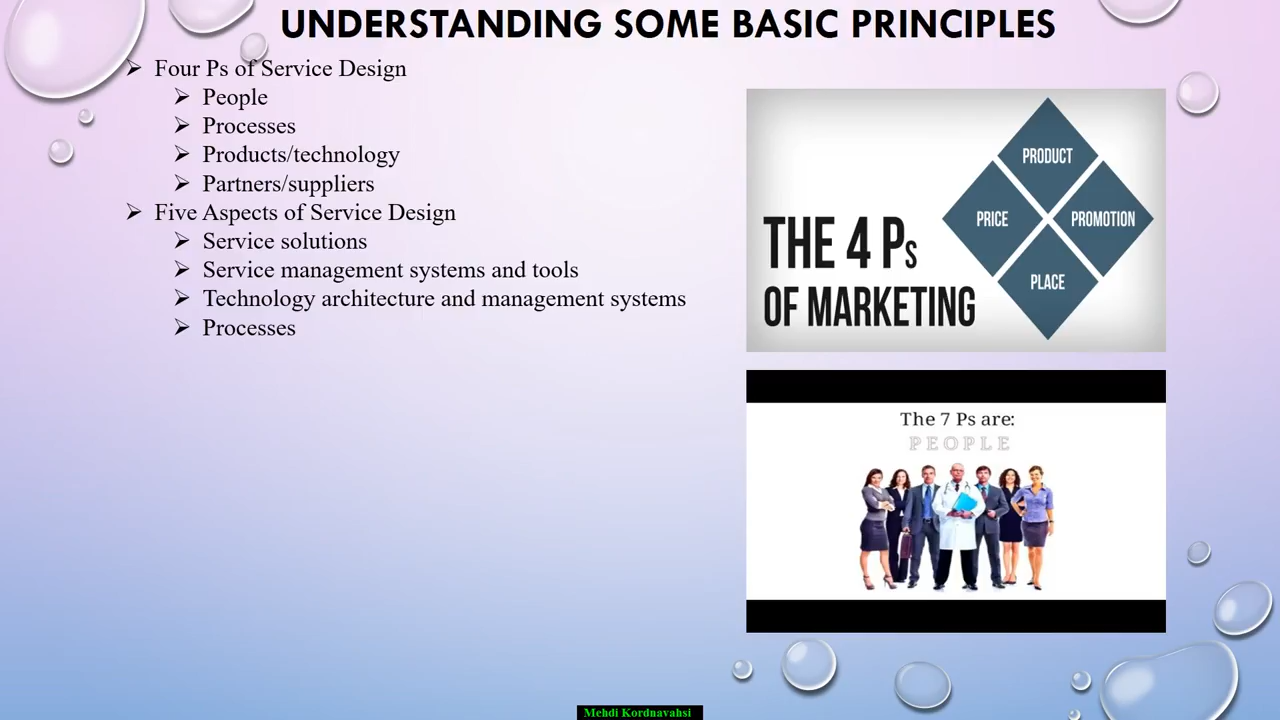 UNDERSTANDING SOME BASIC PRINCIPLES
Four Ps of Service Design
People
Processes
Products/technology
Partners/suppliers
Five Aspects of Service Design
Service solutions
Service management systems and tools
Technology architecture and management systems
Processes
THE 4 Ps
OF MARKETING
PRODUCT
PRICE
PROMOTION
PLACE
The 7 Ps are:
PEOPLE
Mehdi Kordnavahsi